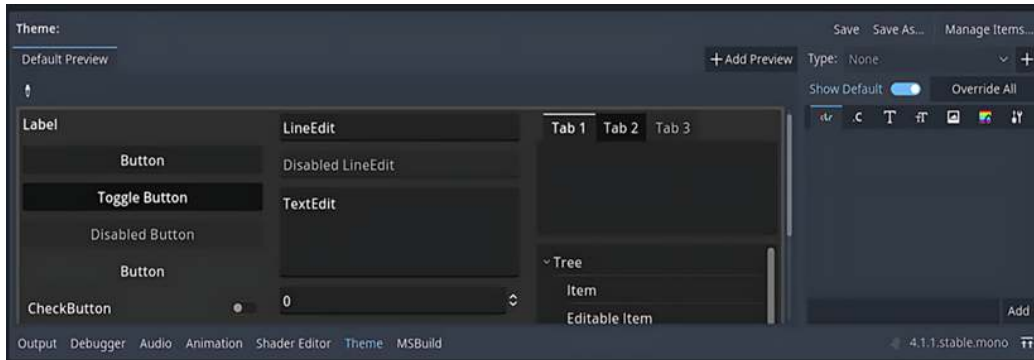 Theme:
Save Save As... Manage Items...
Default Preview
Add Preview
Type: None
Show Default
Override All
Label
Button
Toggle Button
Disabled Button
Button
CheckButton
LineEdit
Disabled LineEdit
TextEdit
0
Tab 1 Tab 2 Tab 3
Tree
Item
Editable Item
Add
Output Debugger Audio Animation Shader Editor Theme MSBuild
4.1.1.stable.mono